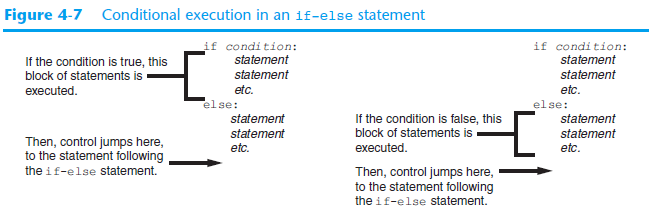 Figure 4-7 Conditional execution in an if-else statement
If the condition is true, this
block of statements is
executed.
if condition:
statement
statement
etc.
else:
statement
statement
etc.
Then, control jumps here,
to the statement following
the if-else statement.
if condition:
statement
statement
etc.
else:
statement
statement
etc.
If the condition is false, this
block of statements is
executed.
Then, control jumps here,
to the statement following
the if-else statement.